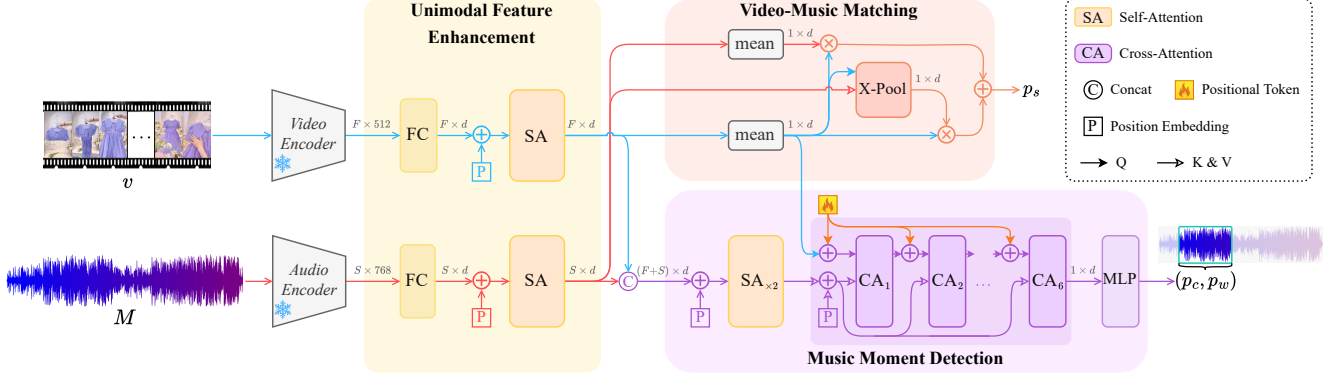 Unimodal Feature
Enhancement
Video-Music Matching
SA
Self-Attention
CA
Cross-Attention
C
Concat
Positional Token
P
Position Embedding
Q
K & V
v
Video
Encoder
F × 512
FC
F × d
P
SA
F × d
mean
1 × d
X-Pool
1 × d
mean
1 × d
p_s
M
Audio
Encoder
S × 768
FC
S × d
P
SA
S × d
C
(F+S) × d
P
SA×2
P
CA1
CA2
...
CA6
1 × d
MLP
(p_c, p_w)
Music Moment Detection